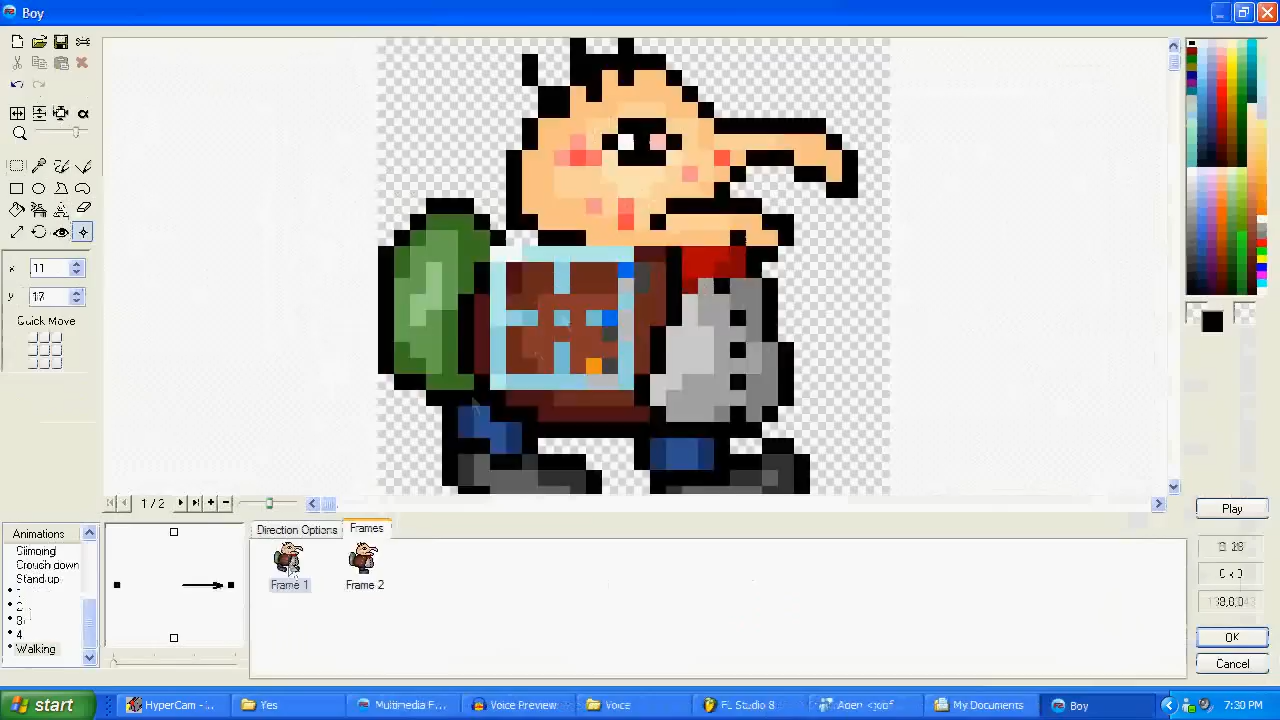 Boy
x 11
y 17
Quick Move
1 / 2
Animations
Climbing
Crouch down
Stand up
3
4
Walking
Direction Options
Frames
Frame 1
Frame 2
Play
OK
Cancel
start
HyperCam - ...
Yes
Multimedia F...
Voice Preview
Voice
FL Studio 8
My Documents
Boy
7:30 PM